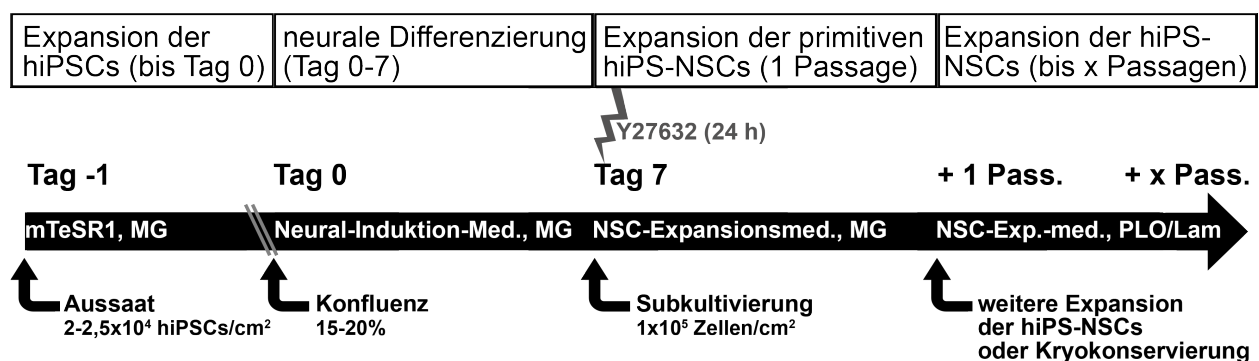 Expansion der
hiPSCs (bis Tag 0)
neurale Differenzierung
(Tag 0-7)
Expansion der primitiven
hiPS-NSCs (1 Passage)
Expansion der hiPS-
NSCs (bis x Passagen)
Y27632 (24 h)
Tag -1
Tag 0
Tag 7
+ 1 Pass.
+ x Pass.
mTeSR1, MG
Neural-Induktion-Med., MG
NSC-Expansionsmed., MG
NSC-Exp.-med., PLO/Lam
Aussaat
2-2,5x10⁴ hiPSCs/cm²
Konfluenz
15-20%
Subkultivierung
1x10⁵ Zellen/cm²
weitere Expansion
der hiPS-NSCs
oder Kryokonservierung